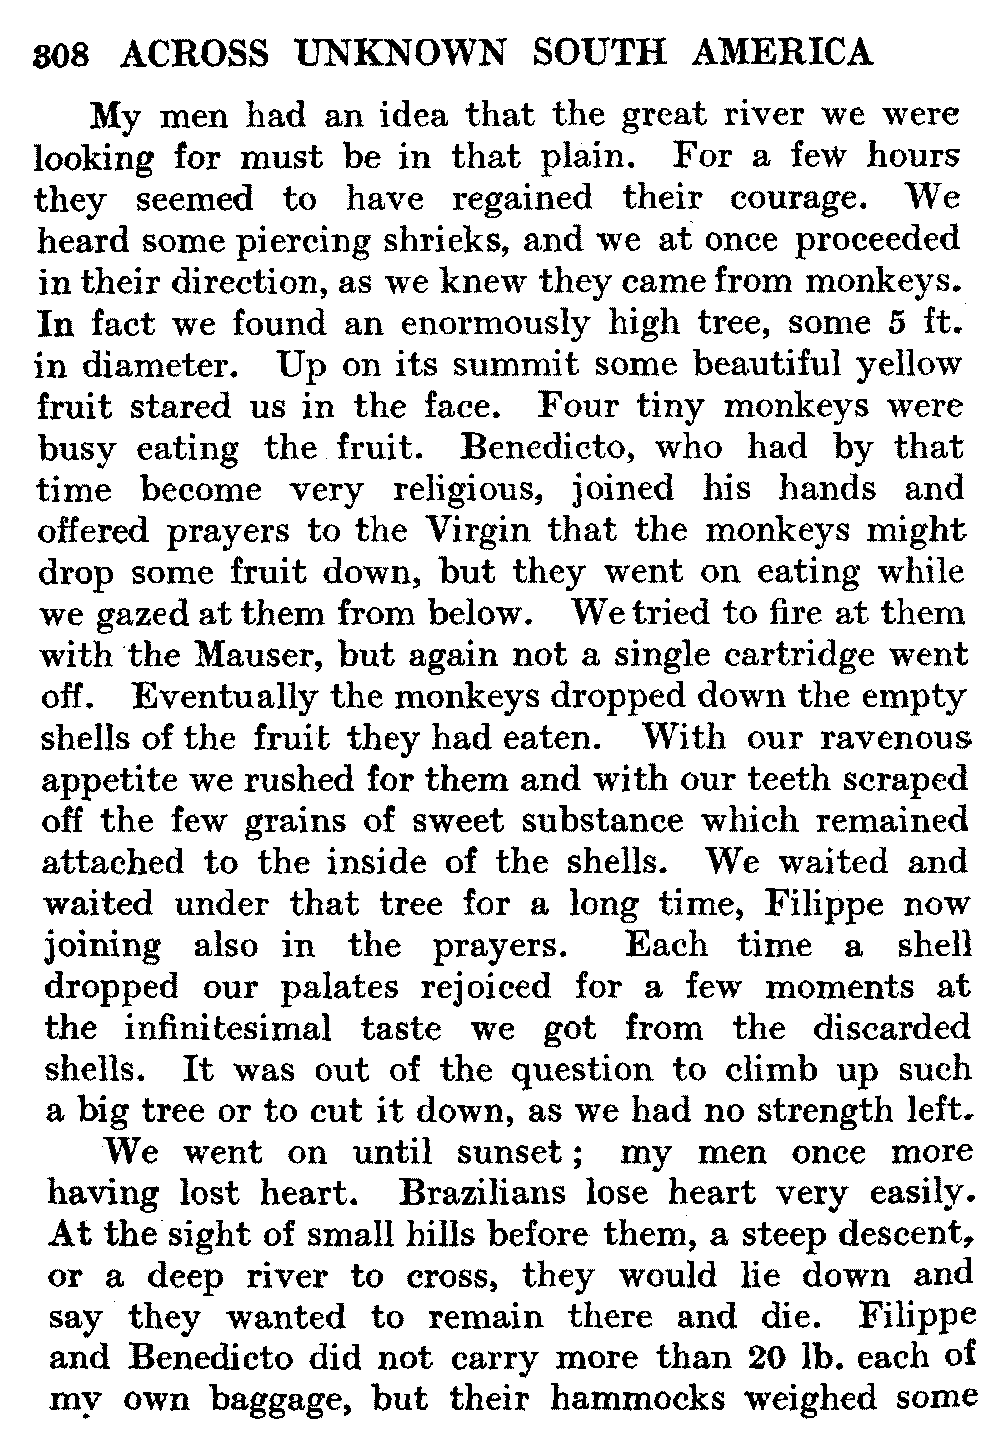 308 ACROSS UNKNOWN SOUTH AMERICA
My men had an idea that the great river we were
looking for must be in that plain. For a few hours
they seemed to have regained their courage. We
heard some piercing shrieks, and we at once proceeded
in their direction, as we knew they came from monkeys.
In fact we found an enormously high tree, some 5 ft.
in diameter. Up on its summit some beautiful yellow
fruit stared us in the face. Four tiny monkeys were
busy eating the fruit. Benedicto, who had by that
time become very religious, joined his hands and
offered prayers to the Virgin that the monkeys might
drop some fruit down, but they went on eating while
we gazed at them from below. We tried to fire at them
with the Mauser, but again not a single cartridge went
off. Eventually the monkeys dropped down the empty
shells of the fruit they had eaten. With our ravenous
appetite we rushed for them and with our teeth scraped
off the few grains of sweet substance which remained
attached to the inside of the shells. We waited and
waited under that tree for a long time, Filippe now
joining also in the prayers. Each time a shell
dropped our palates rejoiced for a few moments at
the infinitesimal taste we got from the discarded
shells. It was out of the question to climb up such
a big tree or to cut it down, as we had no strength left.
We went on until sunset; my men once more
having lost heart. Brazilians lose heart very easily.
At the sight of small hills before them, a steep descent,
or a deep river to cross, they would lie down and
say they wanted to remain there and die. Filippe
and Benedicto did not carry more than 20 lb. each of
my own baggage, but their hammocks weighed some